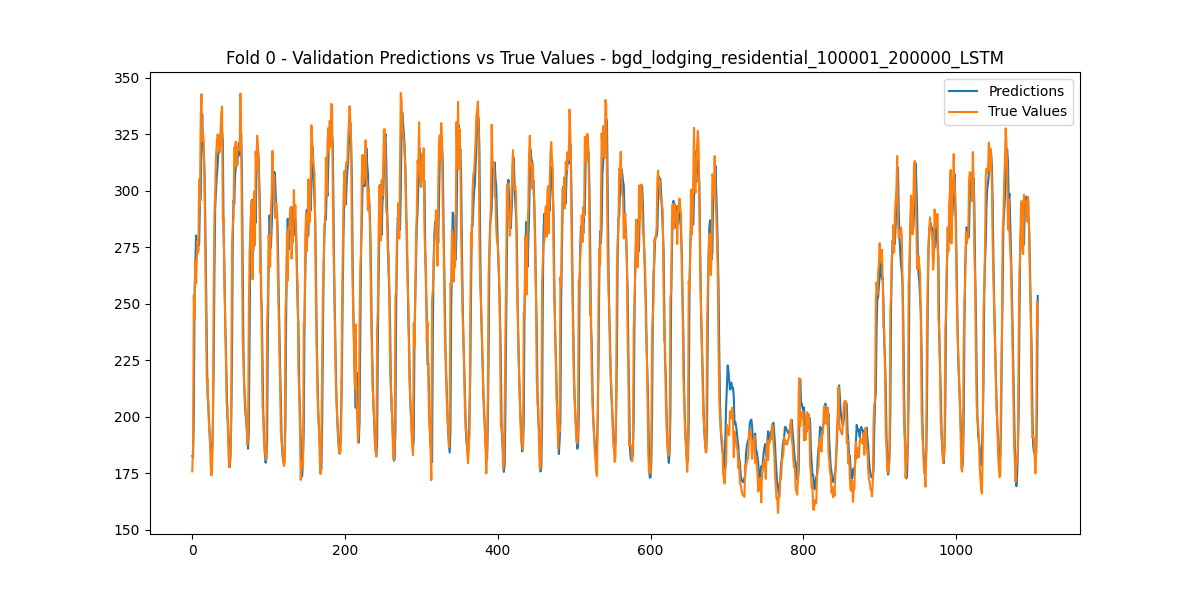 Fold 0 - Validation Predictions vs True Values - bgd_lodging_residential_100001_200000_LSTM
Predictions
True Values
350
325
300
275
250
225
200
175
150
0 200 400 600 800 1000